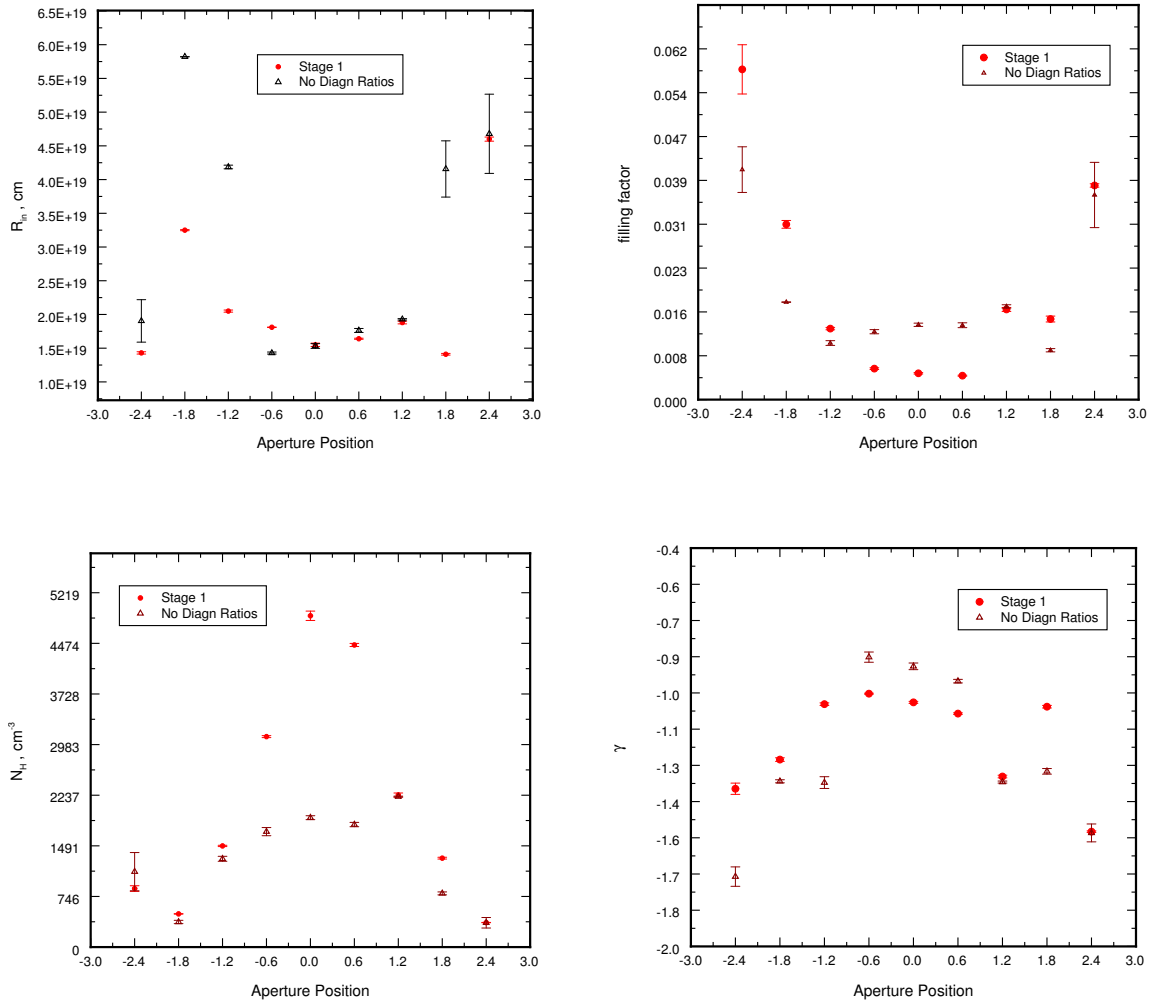 6.5E+19
6.0E+19
5.5E+19
5.0E+19
4.5E+19
4.0E+19
3.5E+19
3.0E+19
2.5E+19
2.0E+19
1.5E+19
1.0E+19
R_in , cm
Stage 1
No Diagn Ratios
-3.0 -2.4 -1.8 -1.2 -0.6 0.0 0.6 1.2 1.8 2.4 3.0
Aperture Position
0.062
0.054
0.047
0.039
0.031
0.023
0.016
0.008
0.000
filling factor
Stage 1
No Diagn Ratios
-3.0 -2.4 -1.8 -1.2 -0.6 0.0 0.6 1.2 1.8 2.4 3.0
Aperture Position
5219
4474
3728
2983
2237
1491
746
0
N_H , cm^-3
Stage 1
No Diagn Ratios
-3.0 -2.4 -1.8 -1.2 -0.6 0.0 0.6 1.2 1.8 2.4 3.0
Aperture Position
-0.4
-0.6
-0.7
-0.9
-1.0
-1.1
-1.3
-1.4
-1.6
-1.7
-1.8
-2.0
γ
Stage 1
No Diagn Ratios
-3.0 -2.4 -1.8 -1.2 -0.6 0.0 0.6 1.2 1.8 2.4 3.0
Aperture Position